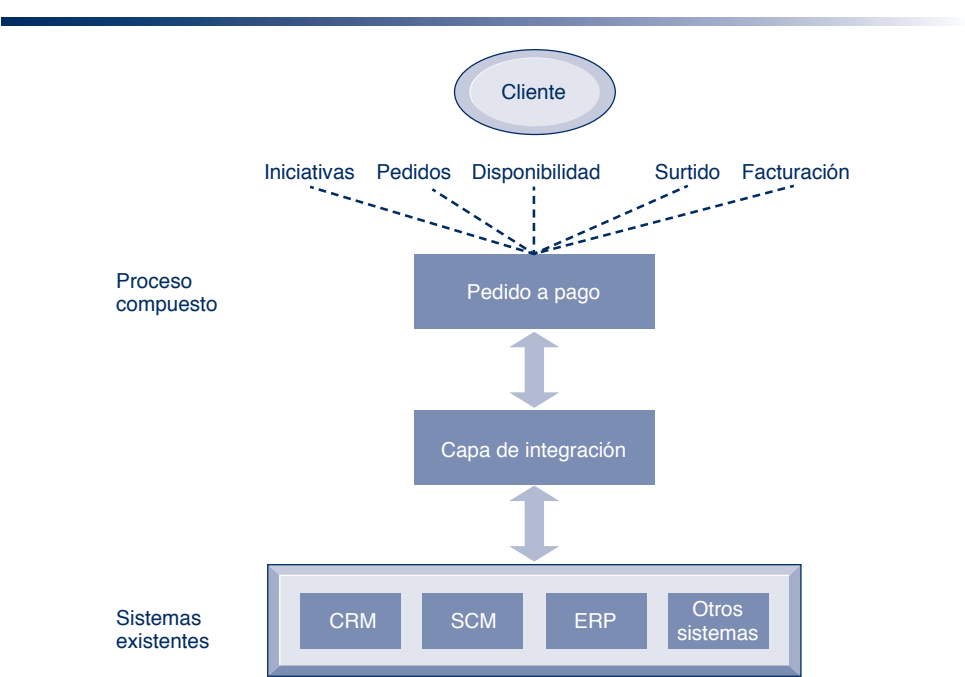 Cliente
Iniciativas Pedidos Disponibilidad Surtido Facturación
Proceso
compuesto
Pedido a pago
Capa de integración
Sistemas
existentes
CRM SCM ERP Otros
sistemas